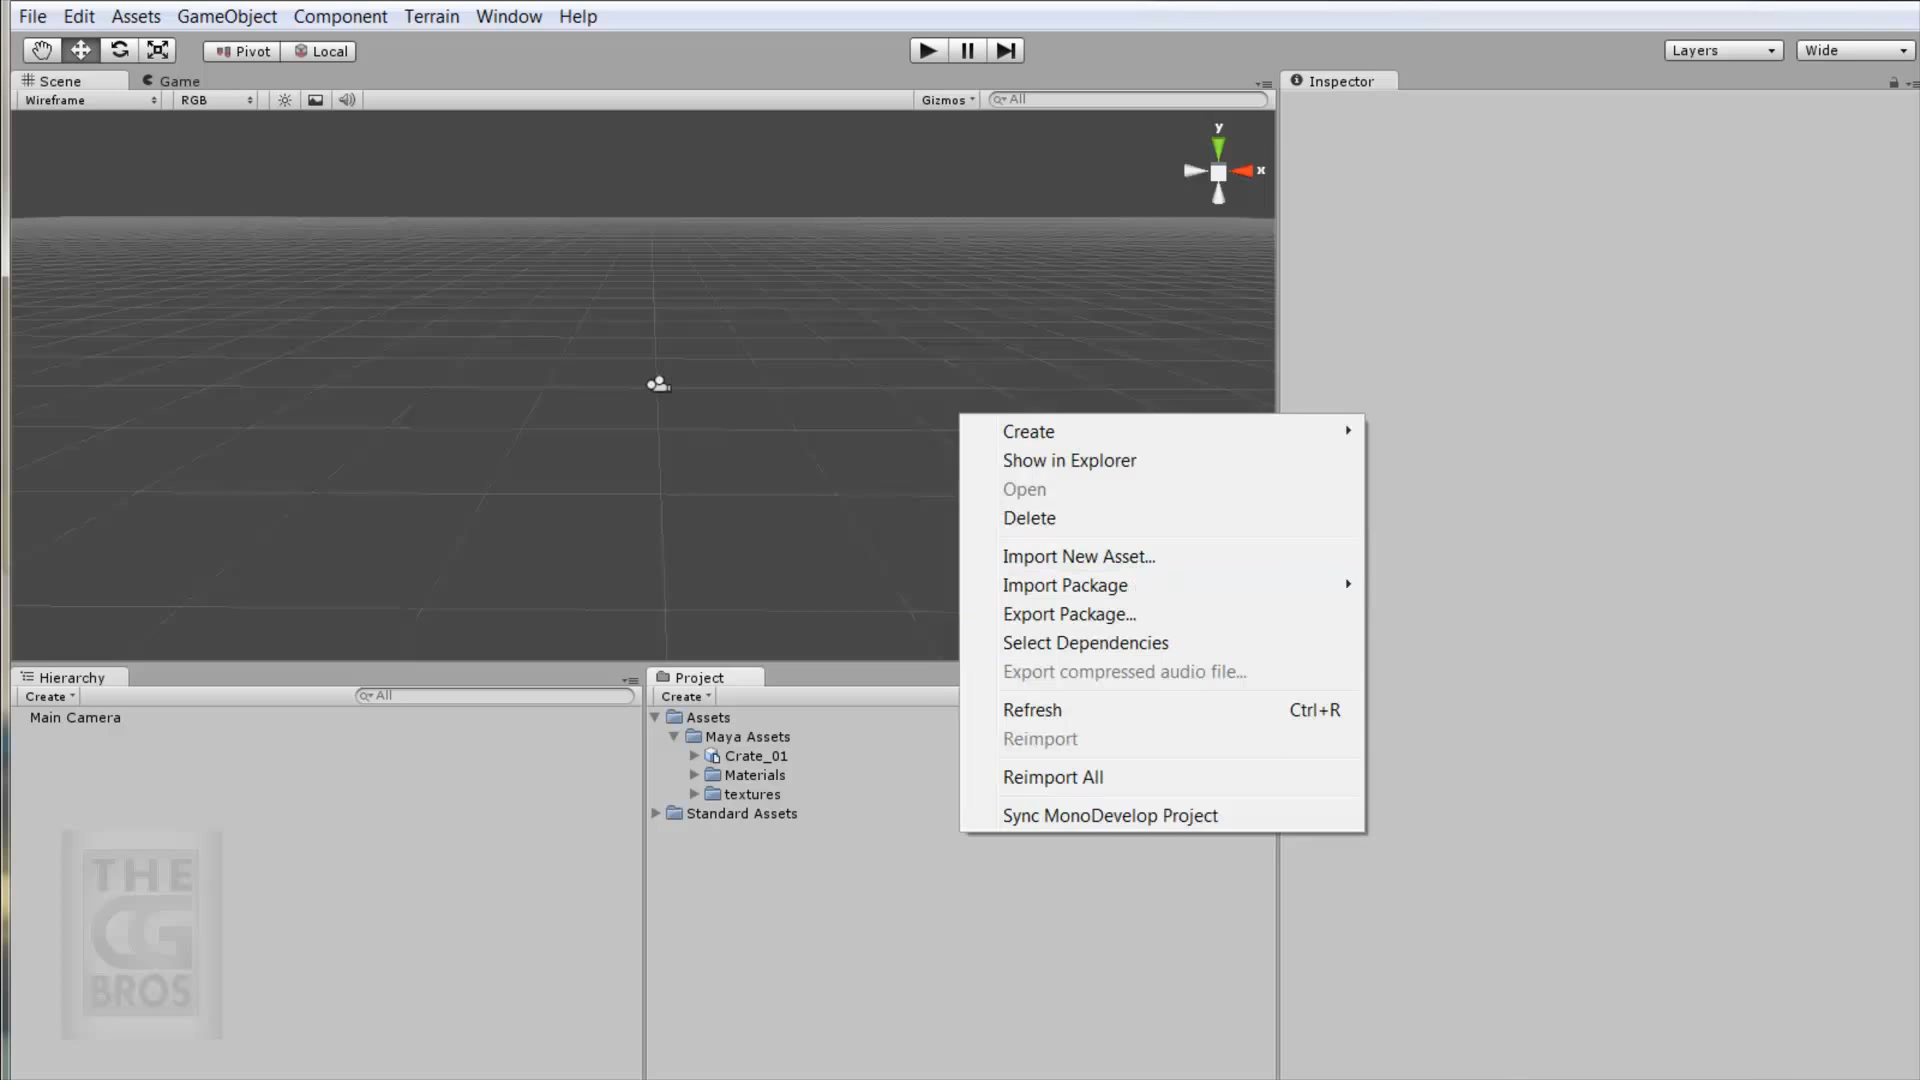 File Edit Assets GameObject Component Terrain Window Help
Pivot Local Layers Wide
Scene Game Inspector
Wireframe RGB Gizmos All
y
x
Create
Show in Explorer
Open
Delete
Import New Asset...
Import Package
Export Package...
Select Dependencies
Export compressed audio file...
Refresh Ctrl+R
Reimport
Reimport All
Sync MonoDevelop Project
Hierarchy
Create All
Main Camera
Project
Create
Assets
Maya Assets
Crate_01
Materials
textures
Standard Assets
THE
CG
BROS